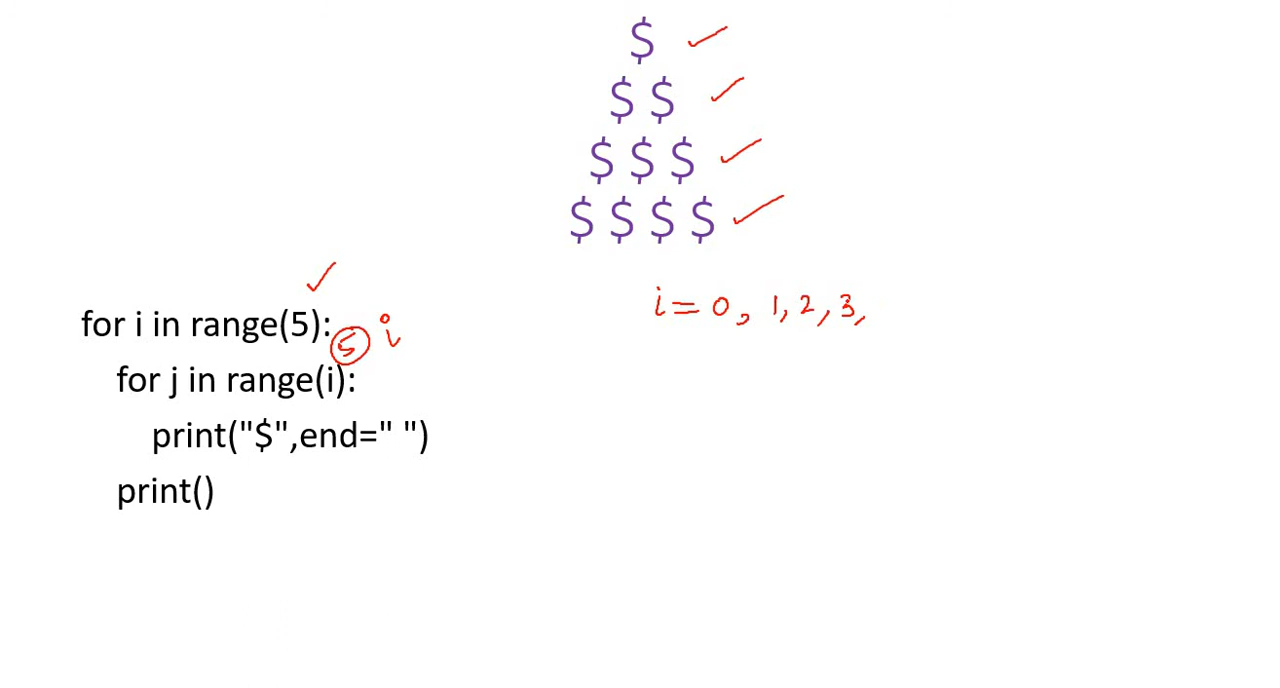 $
$ $
$ $ $
$ $ $ $
i = 0, 1, 2, 3,
for i in range(5):
5 i
for j in range(i):
print("$",end=" ")
print()